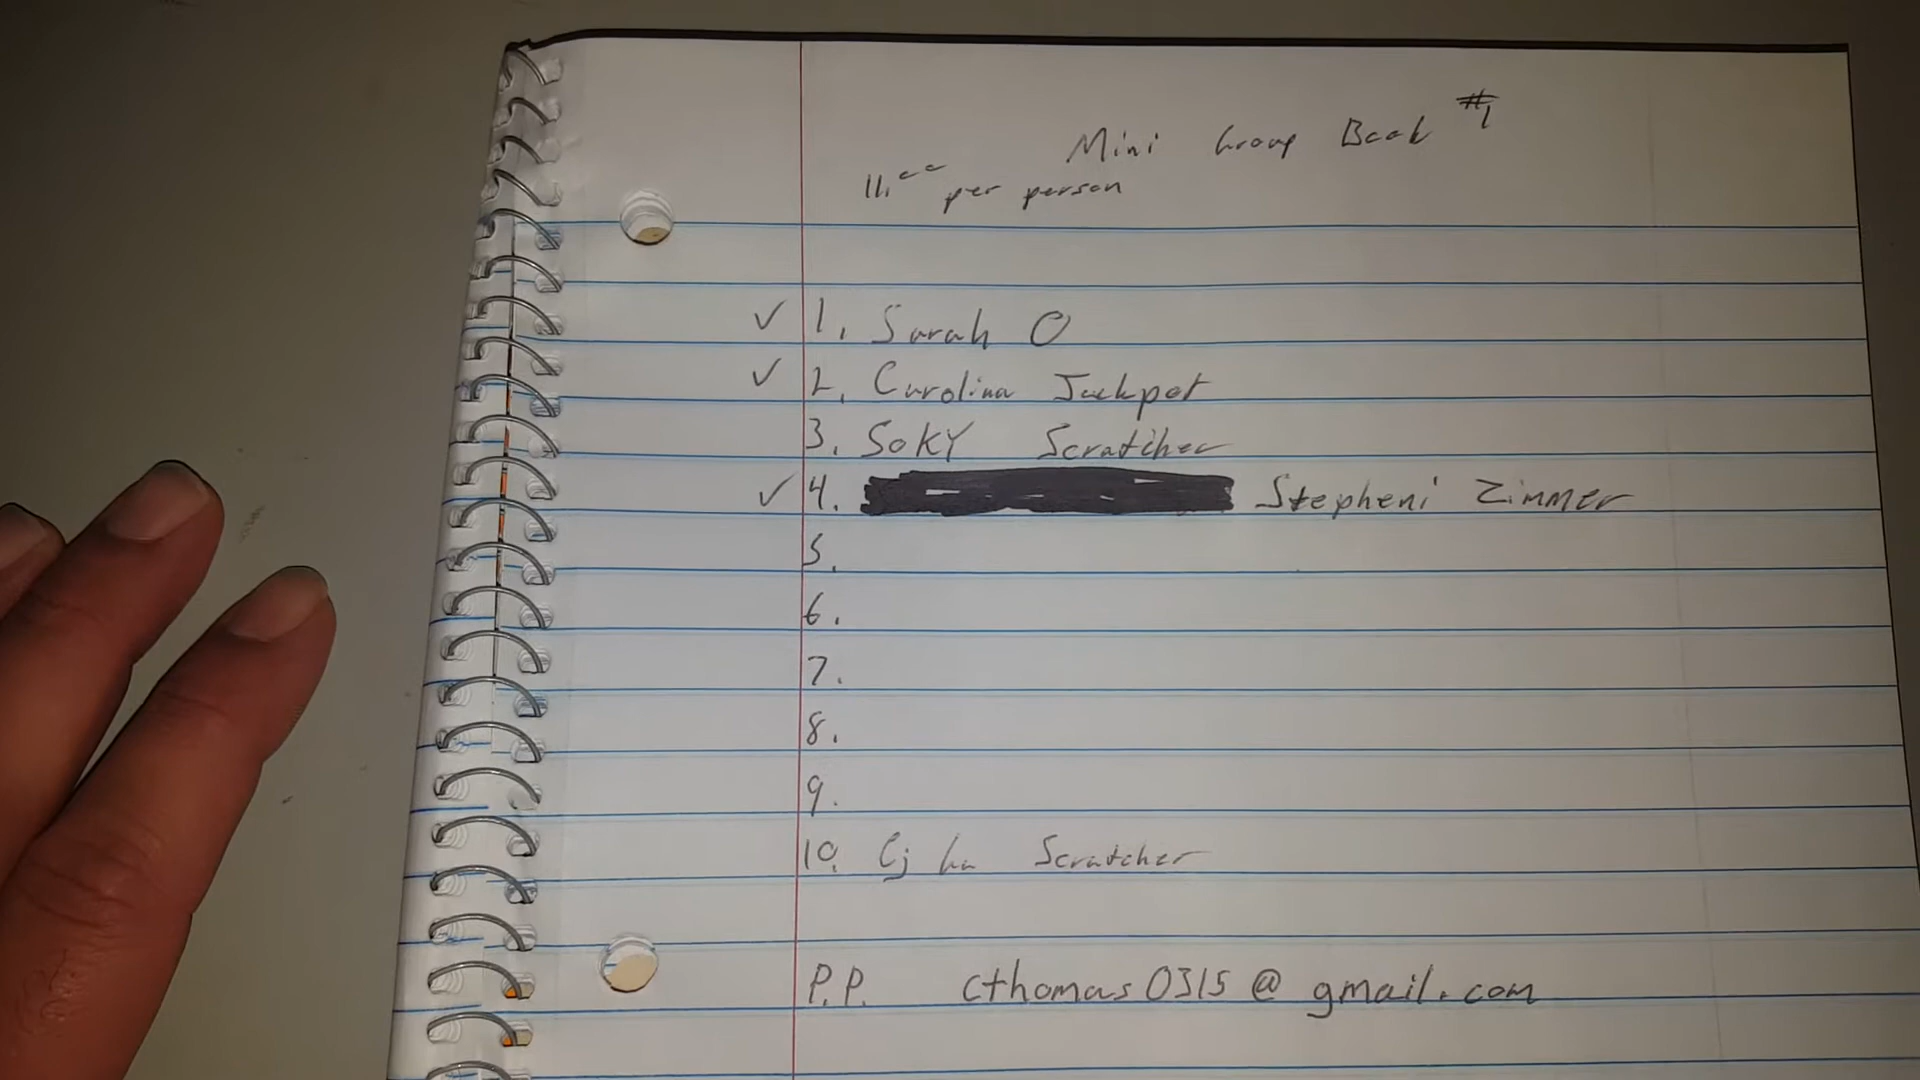 Mini Group Book #1
11.00 per person
✓ 1. Sarah O
✓ 2. Carolina Jackpot
3. SoKY Scratcher
✓ 4. Stepheni Zimmer
5.
6.
7.
8.
9.
10. Cj Scratcher
P.P. cthomas0315@gmail.com